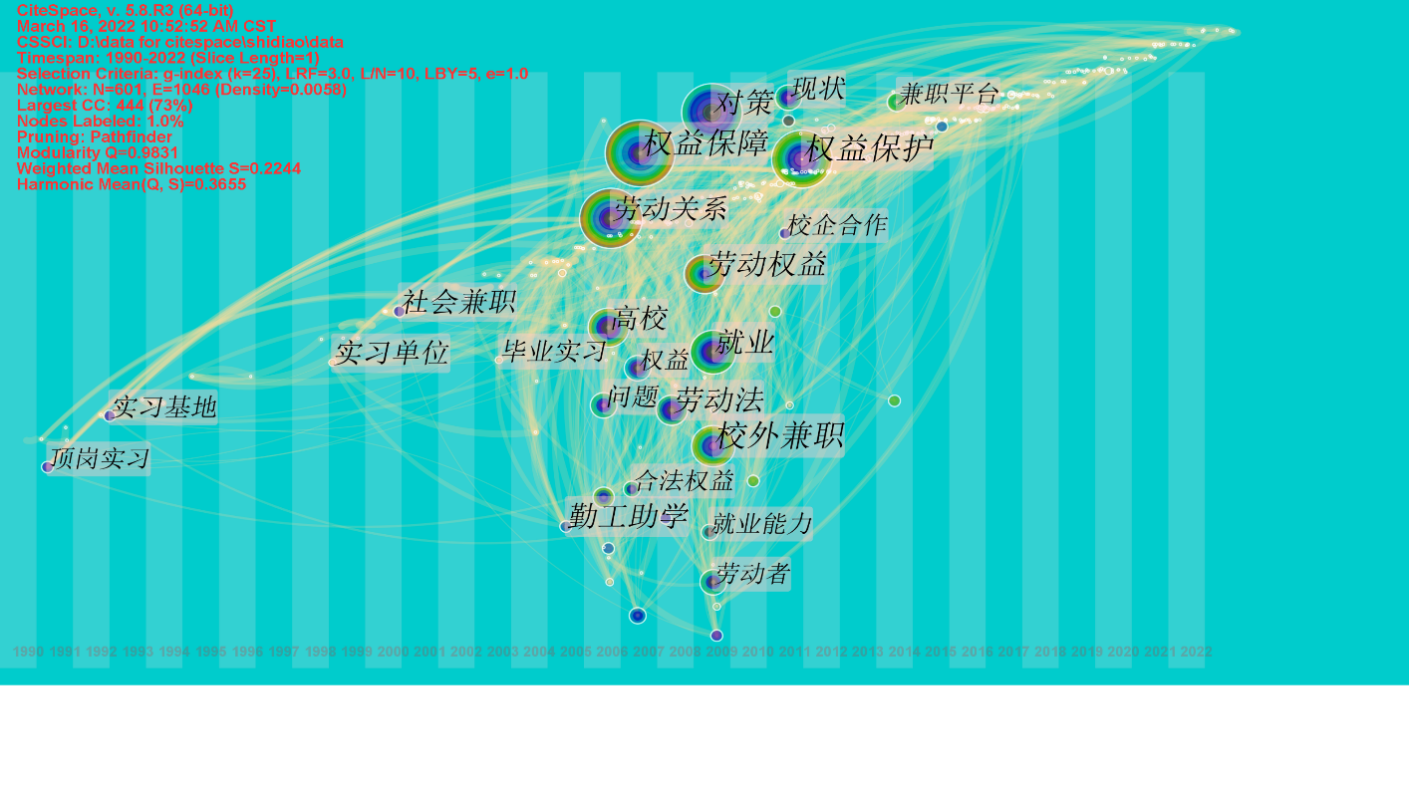 CiteSpace, v. 5.8.R3 (64-bit)
March 16, 2022 10:52:52 AM CST
CSSCI: D:\data for citespace\shidiao\data
Timespan: 1990-2022 (Slice Length=1)
Selection Criteria: g-index (k=25), LRF=3.0, L/N=10, LBY=5, e=1.0
Network: N=601, E=1046 (Density=0.0058)
Largest CC: 444 (73%)
Nodes Labeled: 1.0%
Pruning: Pathfinder
Modularity Q=0.9831
Weighted Mean Silhouette S=0.2244
Harmonic Mean(Q, S)=0.3655
对策
现状
兼职平台
权益保障
权益保护
劳动关系
校企合作
劳动权益
社会兼职
高校
就业
实习单位
毕业实习
权益
问题
劳动法
实习基地
校外兼职
顶岗实习
合法权益
勤工助学
就业能力
劳动者
1990 1991 1992 1993 1994 1995 1996 1997 1998 1999 2000 2001 2002 2003 2004 2005 2006 2007 2008 2009 2010 2011 2012 2013 2014 2015 2016 2017 2018 2019 2020 2021 2022